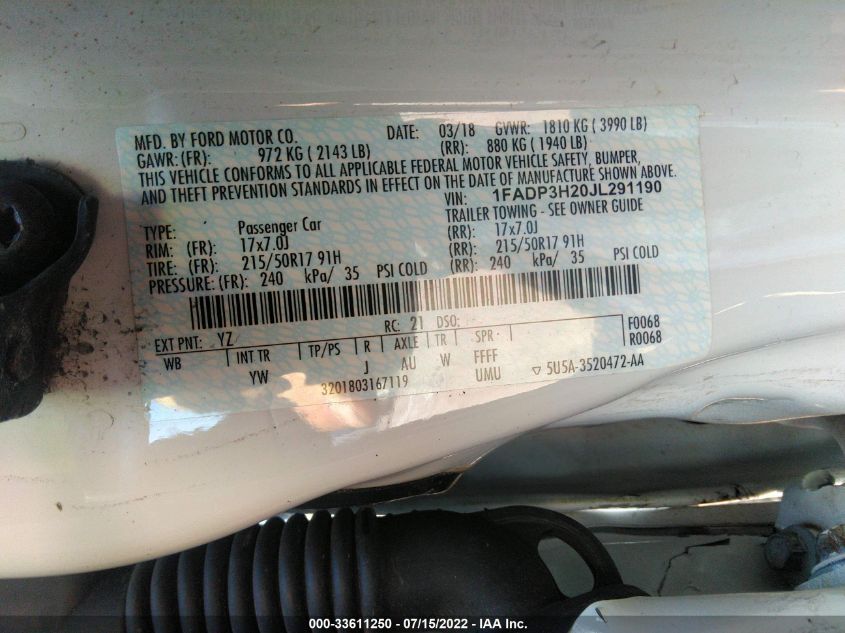 MFD. BY FORD MOTOR CO. DATE: 03/18 GVWR: 1810 KG ( 3990 LB)
GAWR: (FR): 972 KG ( 2143 LB) (RR): 880 KG ( 1940 LB)
THIS VEHICLE CONFORMS TO ALL APPLICABLE FEDERAL MOTOR VEHICLE SAFETY, BUMPER,
AND THEFT PREVENTION STANDARDS IN EFFECT ON THE DATE OF MANUFACTURE SHOWN ABOVE.
VIN: 1FADP3H20JL291190
TYPE: Passenger Car TRAILER TOWING - SEE OWNER GUIDE
RIM: (FR): 17x7.0J (RR): 17x7.0J
TIRE: (FR): 215/50R17 91H (RR): 215/50R17 91H
PRESSURE: (FR): 240 kPa/ 35 PSI COLD (RR): 240 kPa/ 35 PSI COLD
EXT PNT: YZ RC: 21 DSO: F0068
WB INT TR TP/PS R AXLE TR SPR R0068
YW J AU W FFFF
3201803167119 UMU ▽ 5U5A-3520472-AA
000-33611250 - 07/15/2022 - IAA Inc.